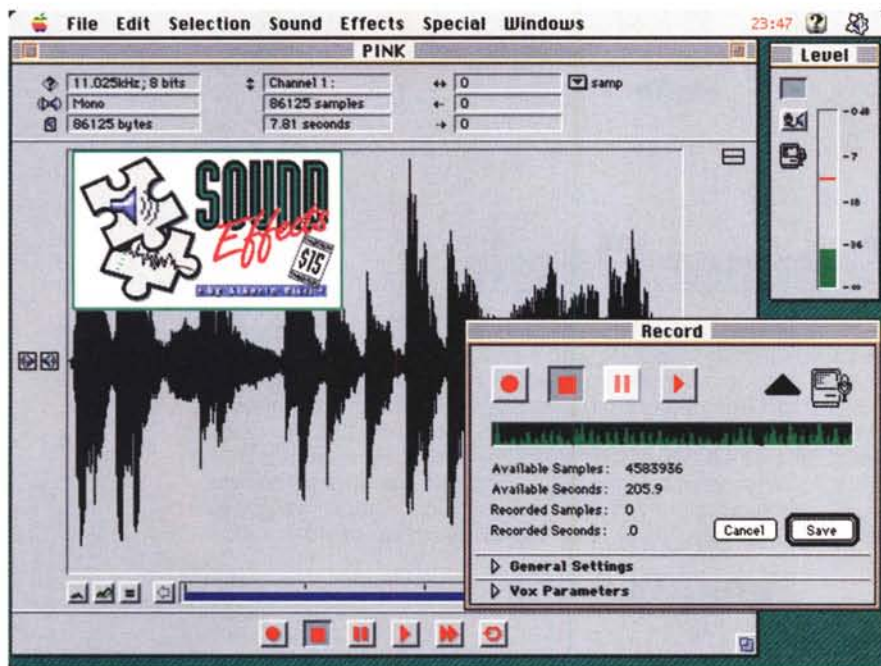 File Edit Selection Sound Effects Special Windows 23:47
PINK
11.025kHz; 8 bits
Mono
86125 bytes
Channel 1:
86125 samples
7.81 seconds
0
0
0
samp
SOUND
Effects
$15
Level
-0dB
-7
-18
-36
-∞
Record
Available Samples: 4583936
Available Seconds: 205.9
Recorded Samples: 0
Recorded Seconds: .0
Cancel Save
General Settings
Vox Parameters